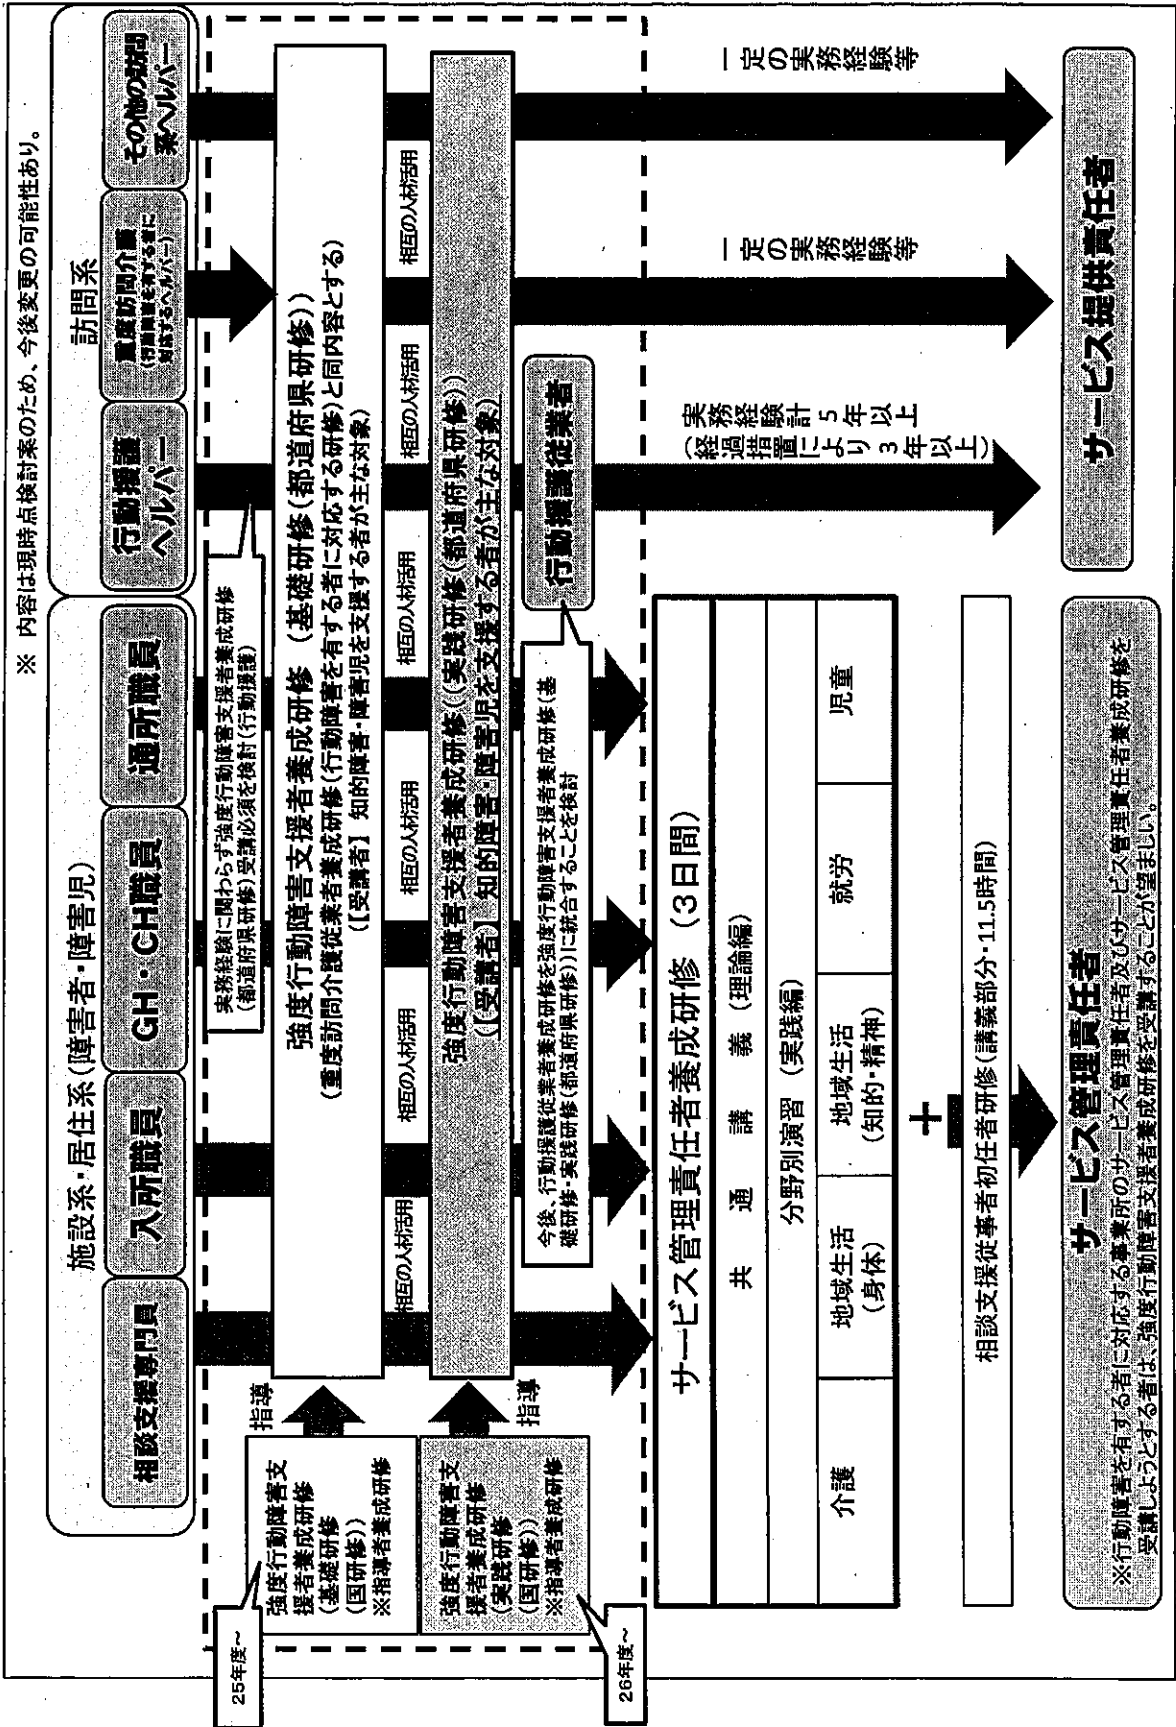 ※ 内容は現時点検討案のため、今後変更の可能性あり。
施設系・居住系(障害者・障害児)
訪問系
相談支援専門員
入所職員
GH・CH職員
通所職員
行動援護
ヘルパー
重度訪問介護
(行動障害を有する者に
対応するヘルパー)
その他の訪問
系ヘルパー
実務経験に関わらず強度行動障害支援者養成研修
(都道府県研修)受講必須を検討(行動援護)
25年度～
強度行動障害支
援者養成研修
(基礎研修
(国研修))
※指導者養成研修
指導
強度行動障害支援者養成研修 (基礎研修(都道府県研修))
(重度訪問介護従業者養成研修(行動障害を有する者に対応する研修)と同内容とする)
(【受講者】 知的障害・障害児を支援する者が主な対象)
相互の人材活用
相互の人材活用
相互の人材活用
相互の人材活用
相互の人材活用
相互の人材活用
相互の人材活用
26年度～
強度行動障害支
援者養成研修
(実践研修
(国研修))
※指導者養成研修
指導
強度行動障害支援者養成研修((実践研修(都道府県研修))
(【受講者】 知的障害・障害児を支援する者が主な対象)
今後、行動援護従業者養成研修を強度行動障害支援者養成研修(基
礎研修・実践研修(都道府県研修))に統合することを検討
行動援護従業者
実務経験計5年以上
(経過措置により3年以上)
一定の実務経験等
一定の実務経験等
サービス管理責任者養成研修 (3日間)
共 通 講 義 (理論編)
分野別演習 (実践編)
介護
地域生活
(身体)
地域生活
(知的・精神)
就労
児童
+
相談支援従事者初任者研修(講義部分・11.5時間)
サービス管理責任者
※行動障害を有する者に対応する事業所のサービス管理責任者及びサービス管理責任者養成研修を
受講しようとする者は、強度行動障害支援者養成研修を受講することが望ましい。
サービス提供責任者